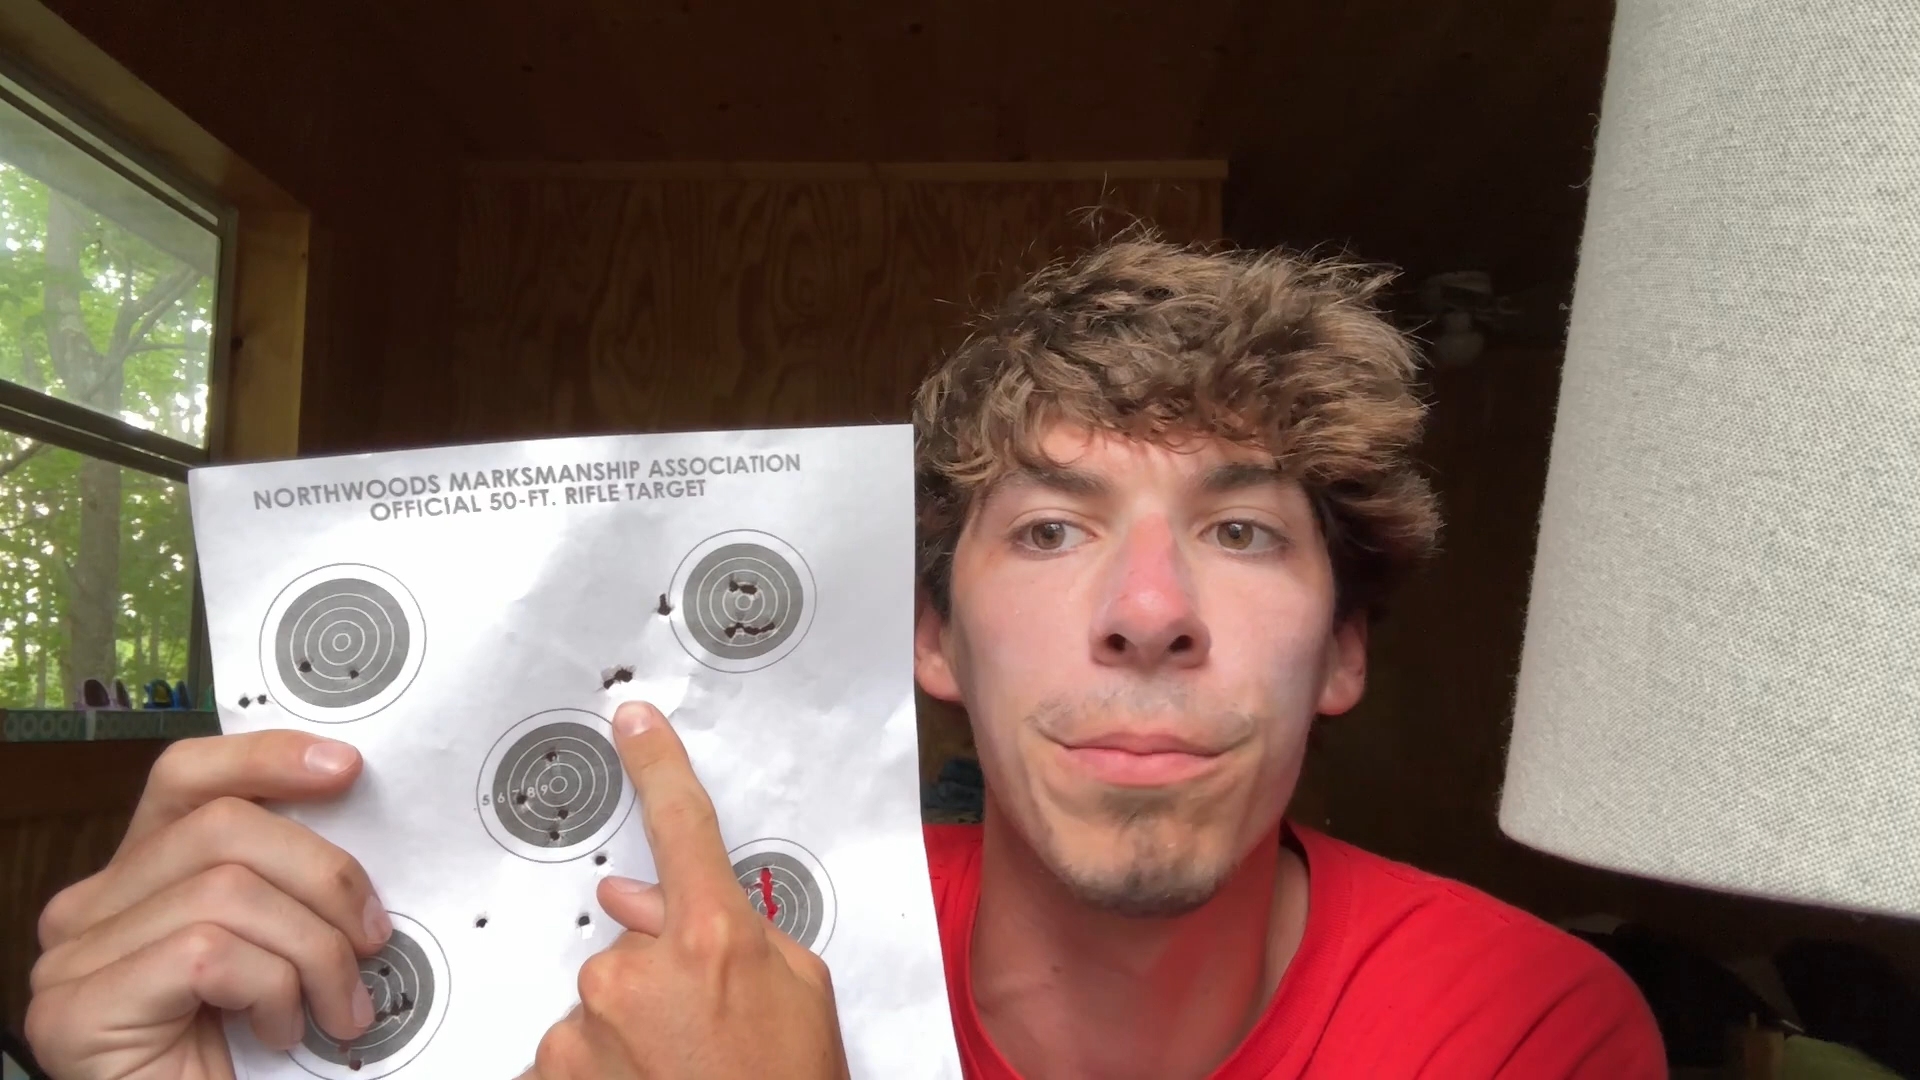 NORTHWOODS MARKSMANSHIP ASSOCIATION
OFFICIAL 50-FT. RIFLE TARGET
5 6 7 8 9